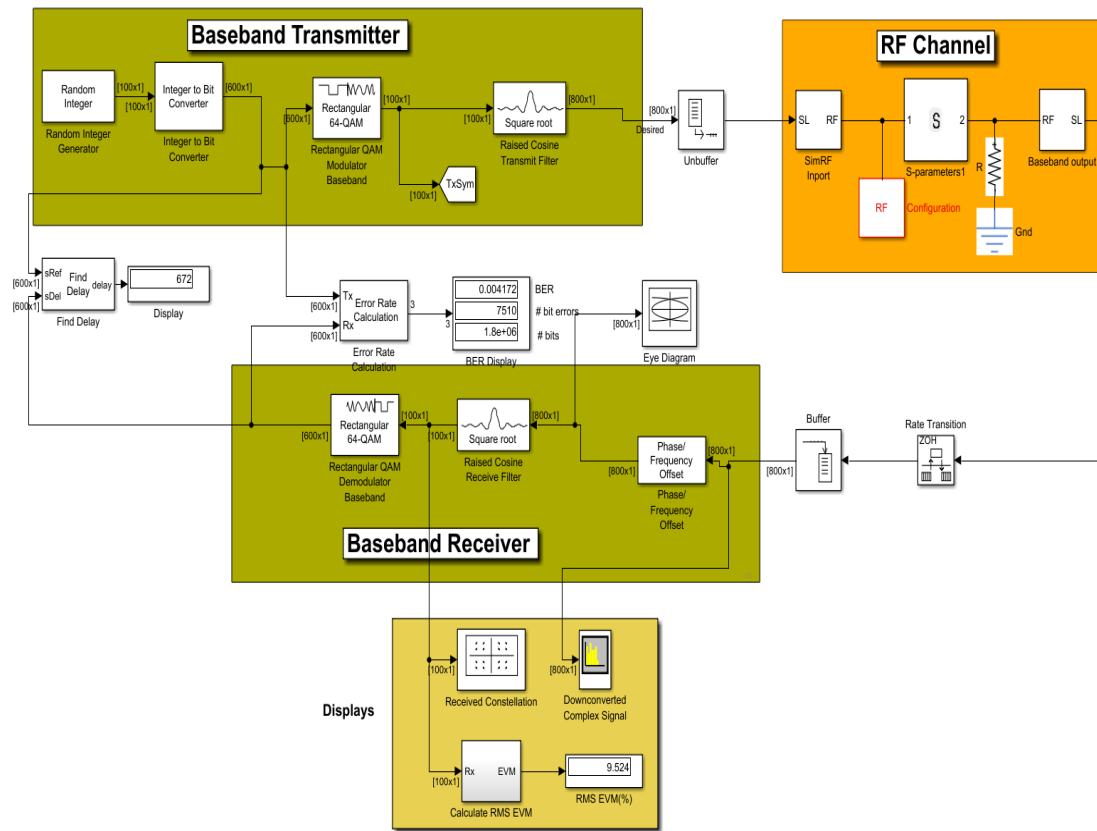 Baseband Transmitter
Random
Integer
Random Integer
Generator
[100x1]
[100x1]
Integer to Bit
Converter
Integer to Bit
Converter
[600x1]
[600x1]
Rectangular
64-QAM
Rectangular QAM
Modulator
Baseband
[100x1]
TxSym
[100x1]
[100x1]
Square root
Raised Cosine
Transmit Filter
[800x1]
[800x1]
Desired
Unbuffer
RF Channel
SL
RF
SimRF
Inport
RF
Configuration
1
S
2
S-parameters1
R
Gnd
RF
SL
Baseband output
sRef
[600x1]
sDel
[600x1]
Find
Delay
delay
Find Delay
672
Display
Tx
[600x1]
Rx
[600x1]
Error Rate
Calculation
Error Rate
Calculation
3
3
0.004172
7510
1.8e+06
BER
# bit errors
# bits
BER Display
[800x1]
Eye Diagram
Rectangular
64-QAM
[600x1]
[100x1]
Rectangular QAM
Demodulator
Baseband
Square root
[100x1]
[800x1]
Raised Cosine
Receive Filter
Phase/
Frequency
Offset
[800x1]
[800x1]
Phase/
Frequency
Offset
Buffer
[800x1]
Rate Transition
ZOH
Baseband Receiver
Displays
[100x1]
Received Constellation
[800x1]
Downconverted
Complex Signal
Rx
EVM
[100x1]
Calculate RMS EVM
9.524
RMS EVM(%)